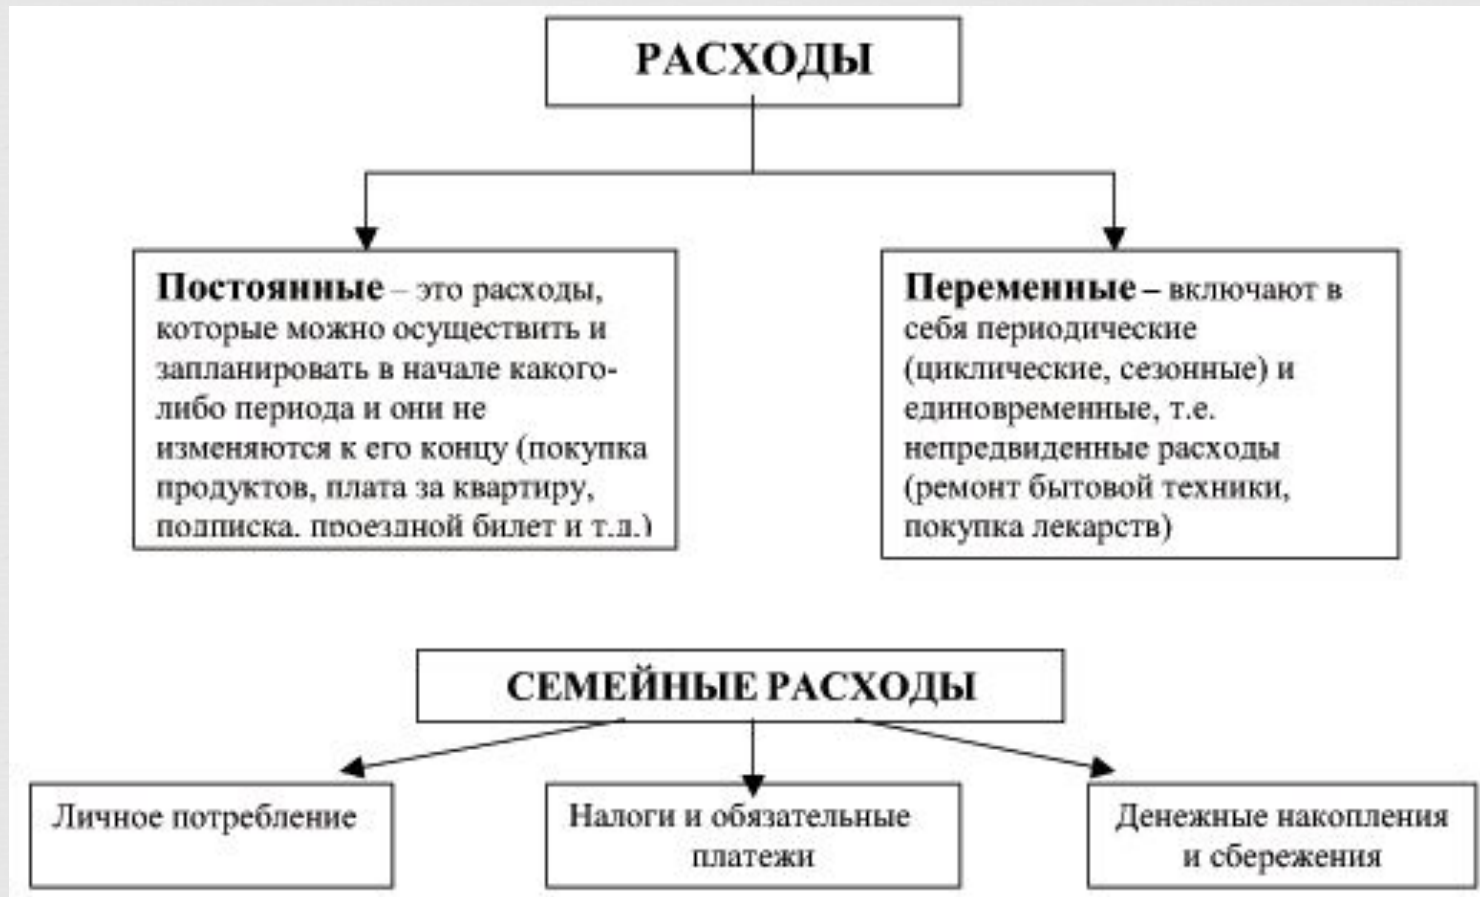 РАСХОДЫ
Постоянные – это расходы,
которые можно осуществить и
запланировать в начале какого-
либо периода и они не
изменяются к его концу (покупка
продуктов, плата за квартиру,
подписка, проездной билет и т.д.)
Переменные – включают в
себя периодические
(циклические, сезонные) и
единовременные, т.е.
непредвиденные расходы
(ремонт бытовой техники,
покупка лекарств)
СЕМЕЙНЫЕ РАСХОДЫ
Личное потребление
Налоги и обязательные
платежи
Денежные накопления
и сбережения